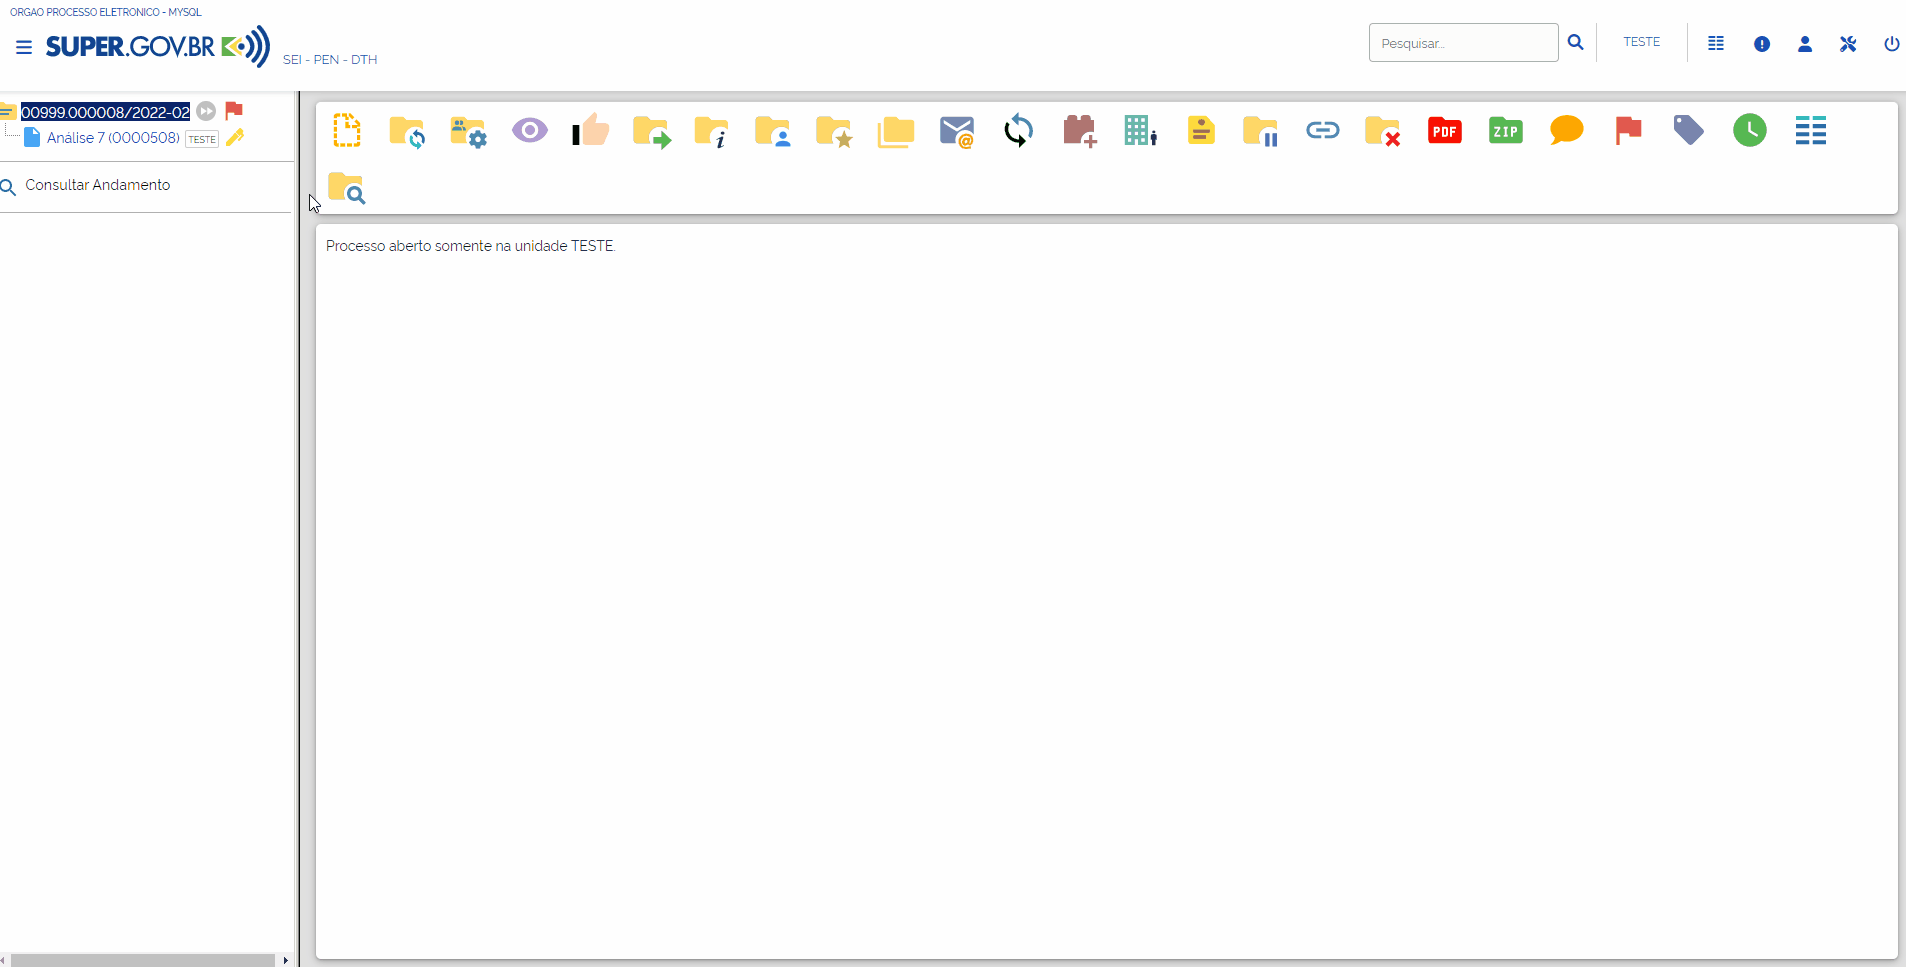 ORGAO PROCESSO ELETRONICO - MYSQL
SUPER.GOV.BR
SEI - PEN - DTH
Pesquisar...
TESTE
00999.000008/2022-02
Análise 7 (0000508) TESTE
Consultar Andamento
i
@
PDF
ZIP
Processo aberto somente na unidade TESTE.